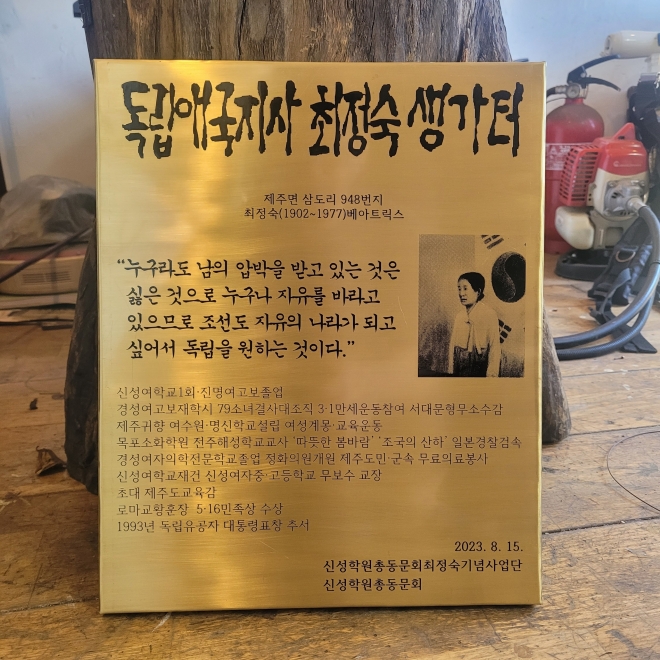 독립애국지사 최정숙 생가터
제주면 삼도리 948번지
최정숙(1902~1977)베아트릭스
“누구라도 남의 압박을 받고 있는 것은
싫은 것으로 누구나 자유를 바라고
있으므로 조선도 자유의 나라가 되고
싶어서 독립을 원하는 것이다.”
신성여학교1회·진명여고보졸업
경성여고보재학시 79소녀결사대조직 3·1만세운동참여 서대문형무소수감
제주귀향 여수원·명신학교설립 여성계몽·교육운동
목포소화학원 전주해성학교교사 ‘따뜻한 봄바람’ ‘조국의 산하’ 일본경찰검속
경성여자의학전문학교졸업 정화의원개원 제주도민·군속 무료의료봉사
신성여학교재건 신성여자중·고등학교 무보수 교장
초대 제주도교육감
로마교황훈장 5·16민족상 수상
1993년 독립유공자 대통령표창 추서
2023. 8. 15.
신성학원총동문회최정숙기념사업단
신성학원총동문회